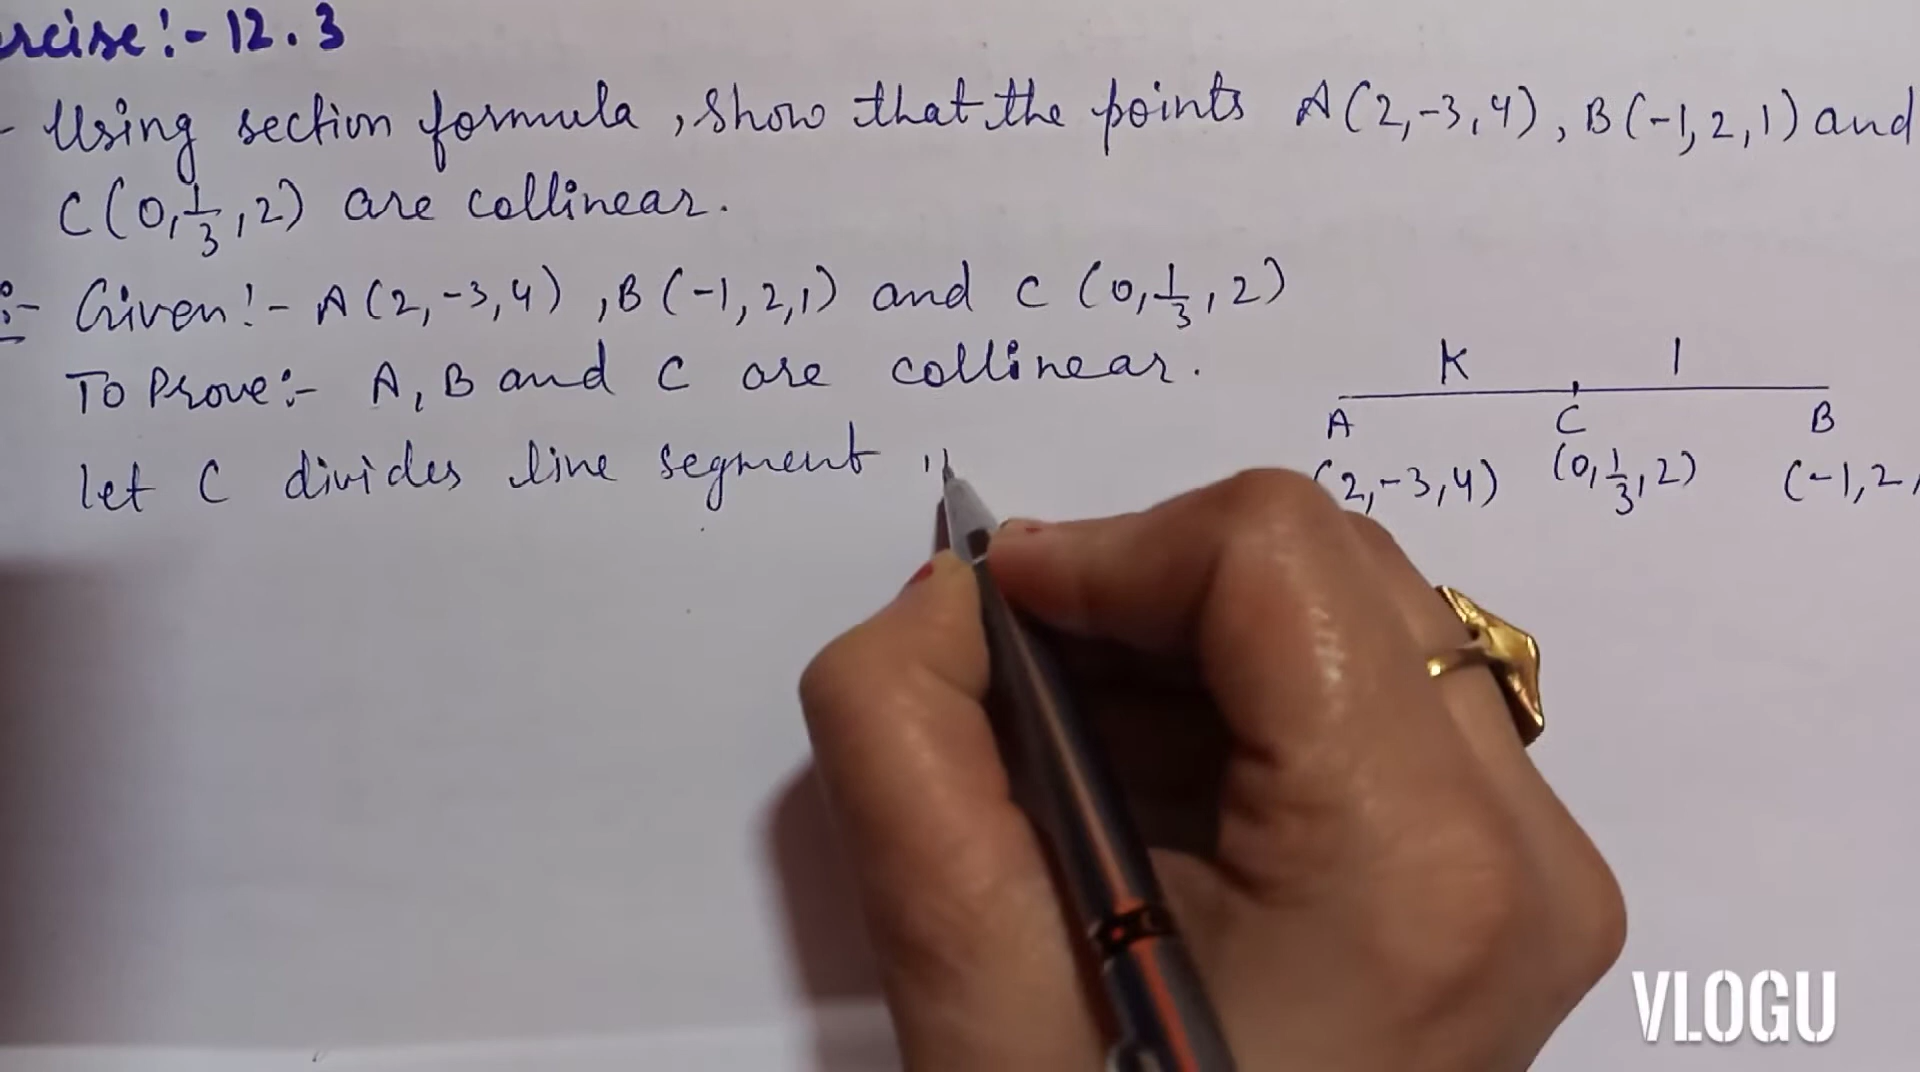 rcise:- 12.3
- Using section formula, show that the points A(2,-3,4), B(-1,2,1) and
C(0,1/3,2) are collinear.
:- Given:- A(2,-3,4), B(-1,2,1) and C(0,1/3,2)
To Prove:- A, B and C are collinear.
K 1
A C B
(2,-3,4) (0,1/3,2) (-1,2,
let C divides line segment
VLOGU